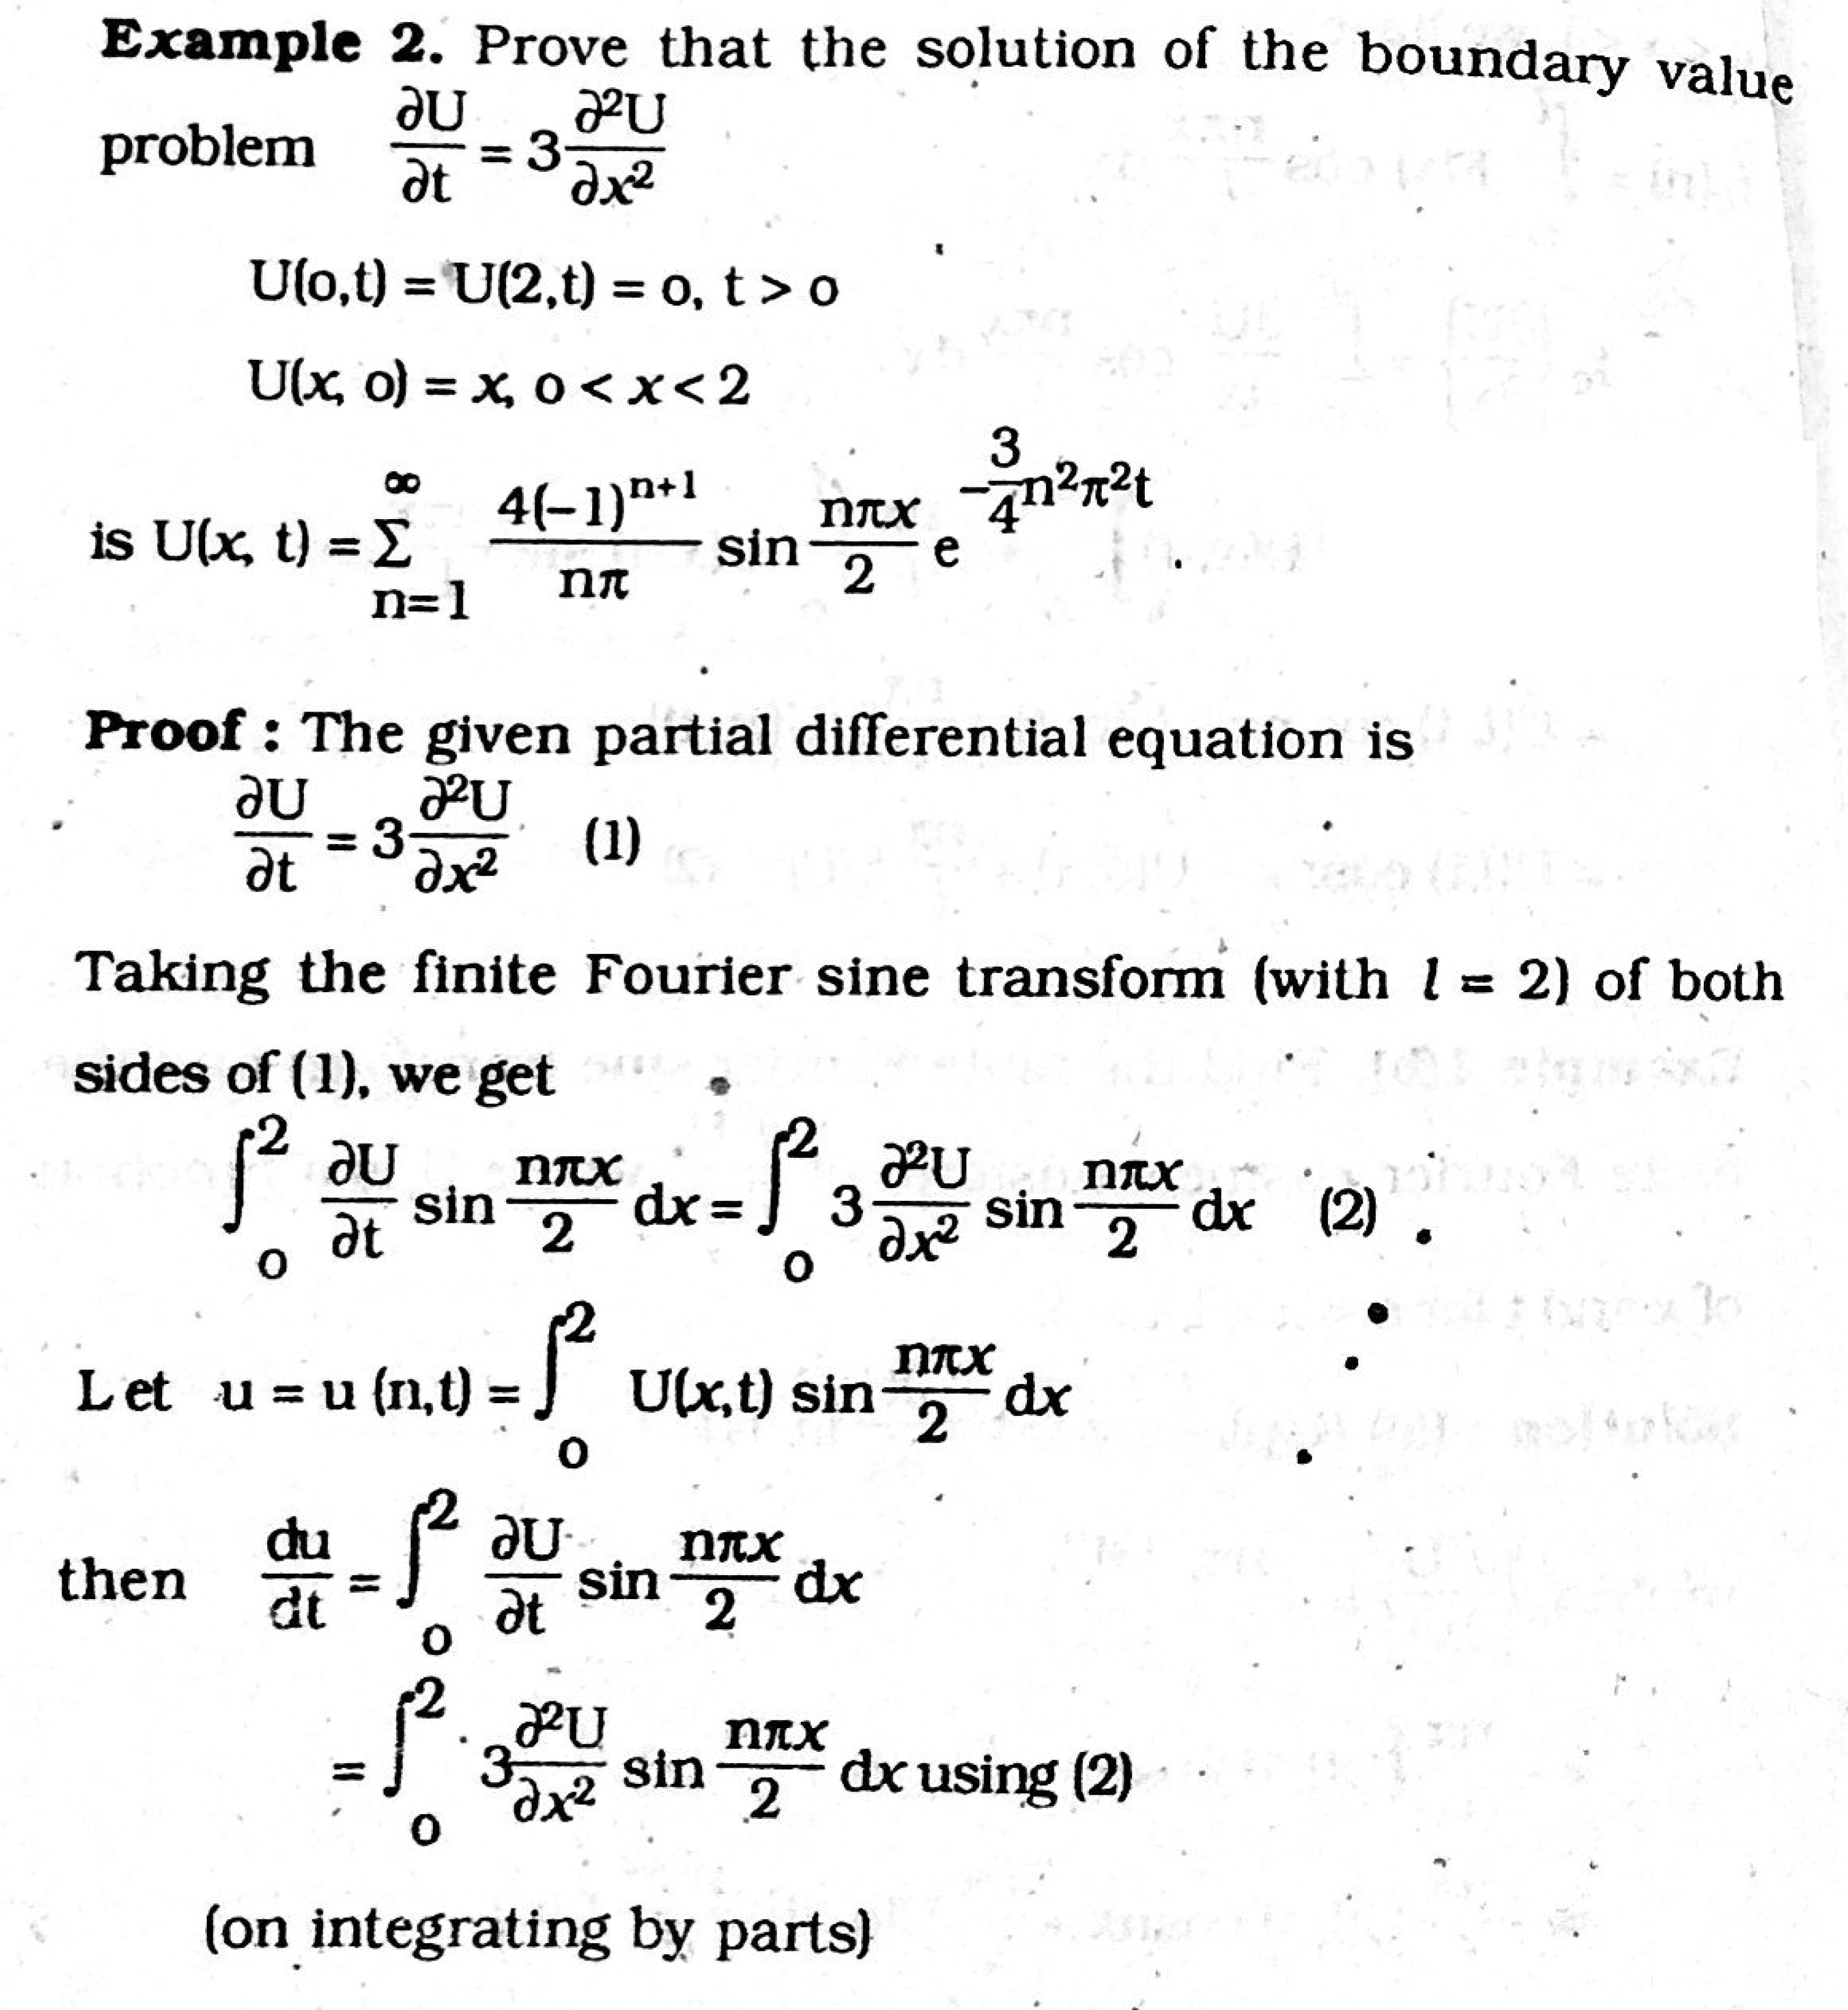 Example 2. Prove that the solution of the boundary value
problem ∂U/∂t = 3 ∂²U/∂x²
U(o,t) = U(2,t) = o, t > o
U(x, o) = x, o < x < 2
is U(x, t) = Σ_{n=1}^{∞} 4(–1)^{n+1}/nπ sin nπx/2 e^{–3/4 n²π²t}.
Proof : The given partial differential equation is
∂U/∂t = 3 ∂²U/∂x² (1)
Taking the finite Fourier sine transform (with l = 2) of both
sides of (1), we get
∫_o^2 ∂U/∂t sin nπx/2 dx = ∫_o^2 3 ∂²U/∂x² sin nπx/2 dx (2)
Let u = u (n,t) = ∫_o^2 U(x,t) sin nπx/2 dx
then du/dt = ∫_o^2 ∂U/∂t sin nπx/2 dx
= ∫_o^2 3 ∂²U/∂x² sin nπx/2 dx using (2)
(on integrating by parts)